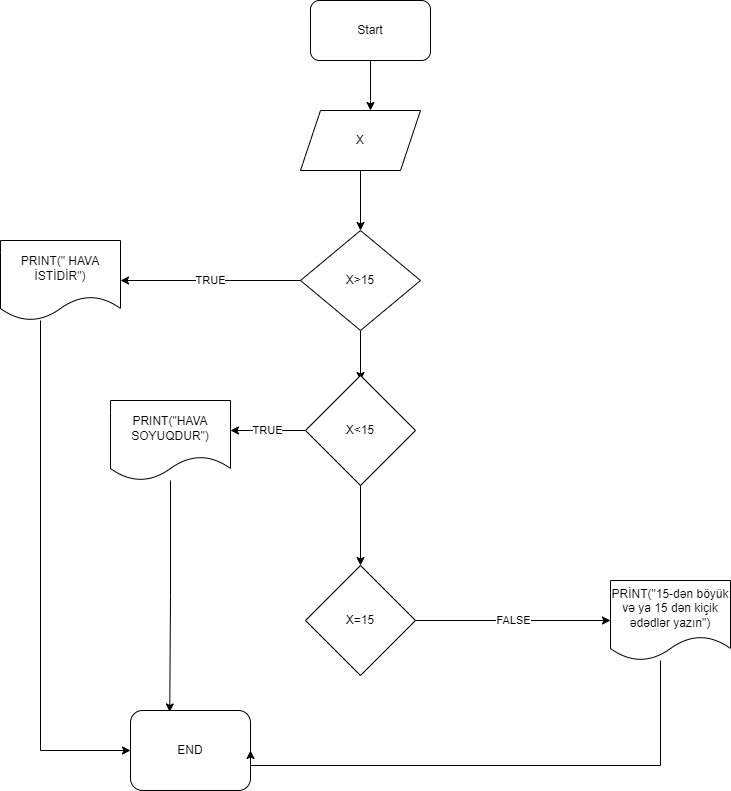 Start
X
X>15
TRUE
PRINT(" HAVA
İSTİDİR")
X<15
TRUE
PRINT("HAVA
SOYUQDUR")
X=15
FALSE
PRİNT("15-dən böyük
və ya 15 dən kiçik
ədədlər yazın")
END